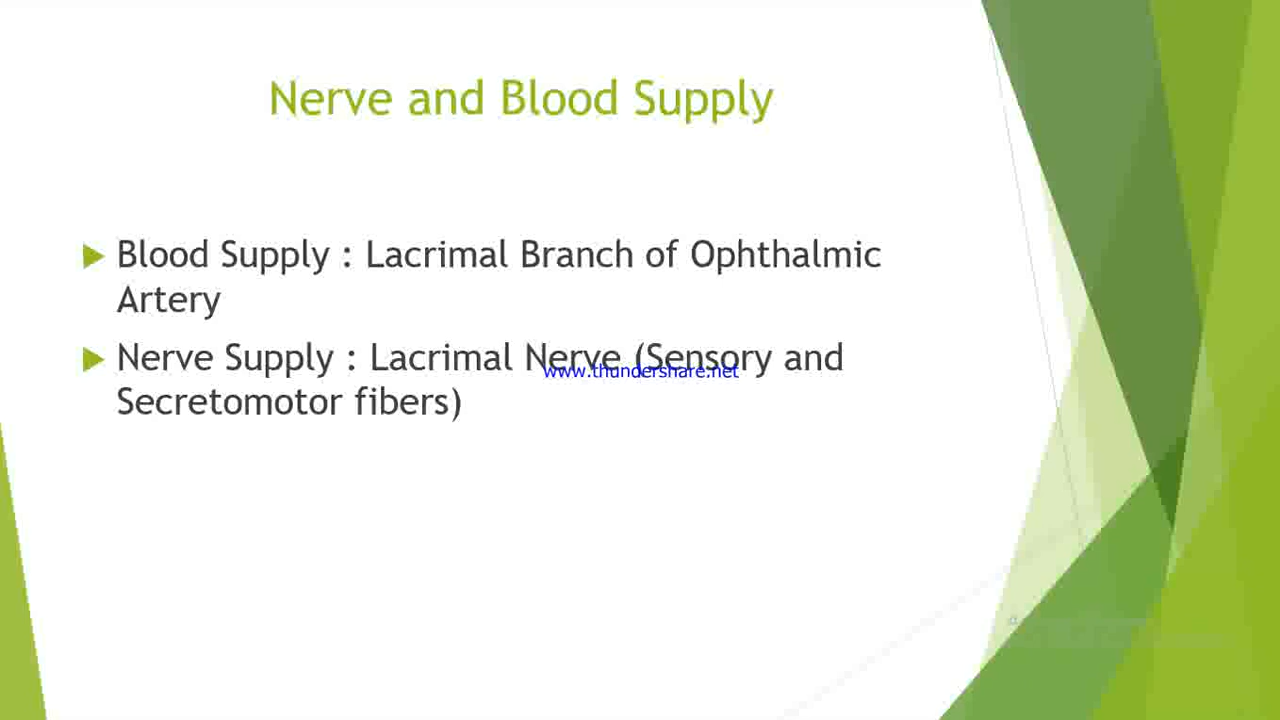 Nerve and Blood Supply
Blood Supply : Lacrimal Branch of Ophthalmic
Artery
Nerve Supply : Lacrimal Nerve (Sensory and
www.thundershare.net
Secretomotor fibers)